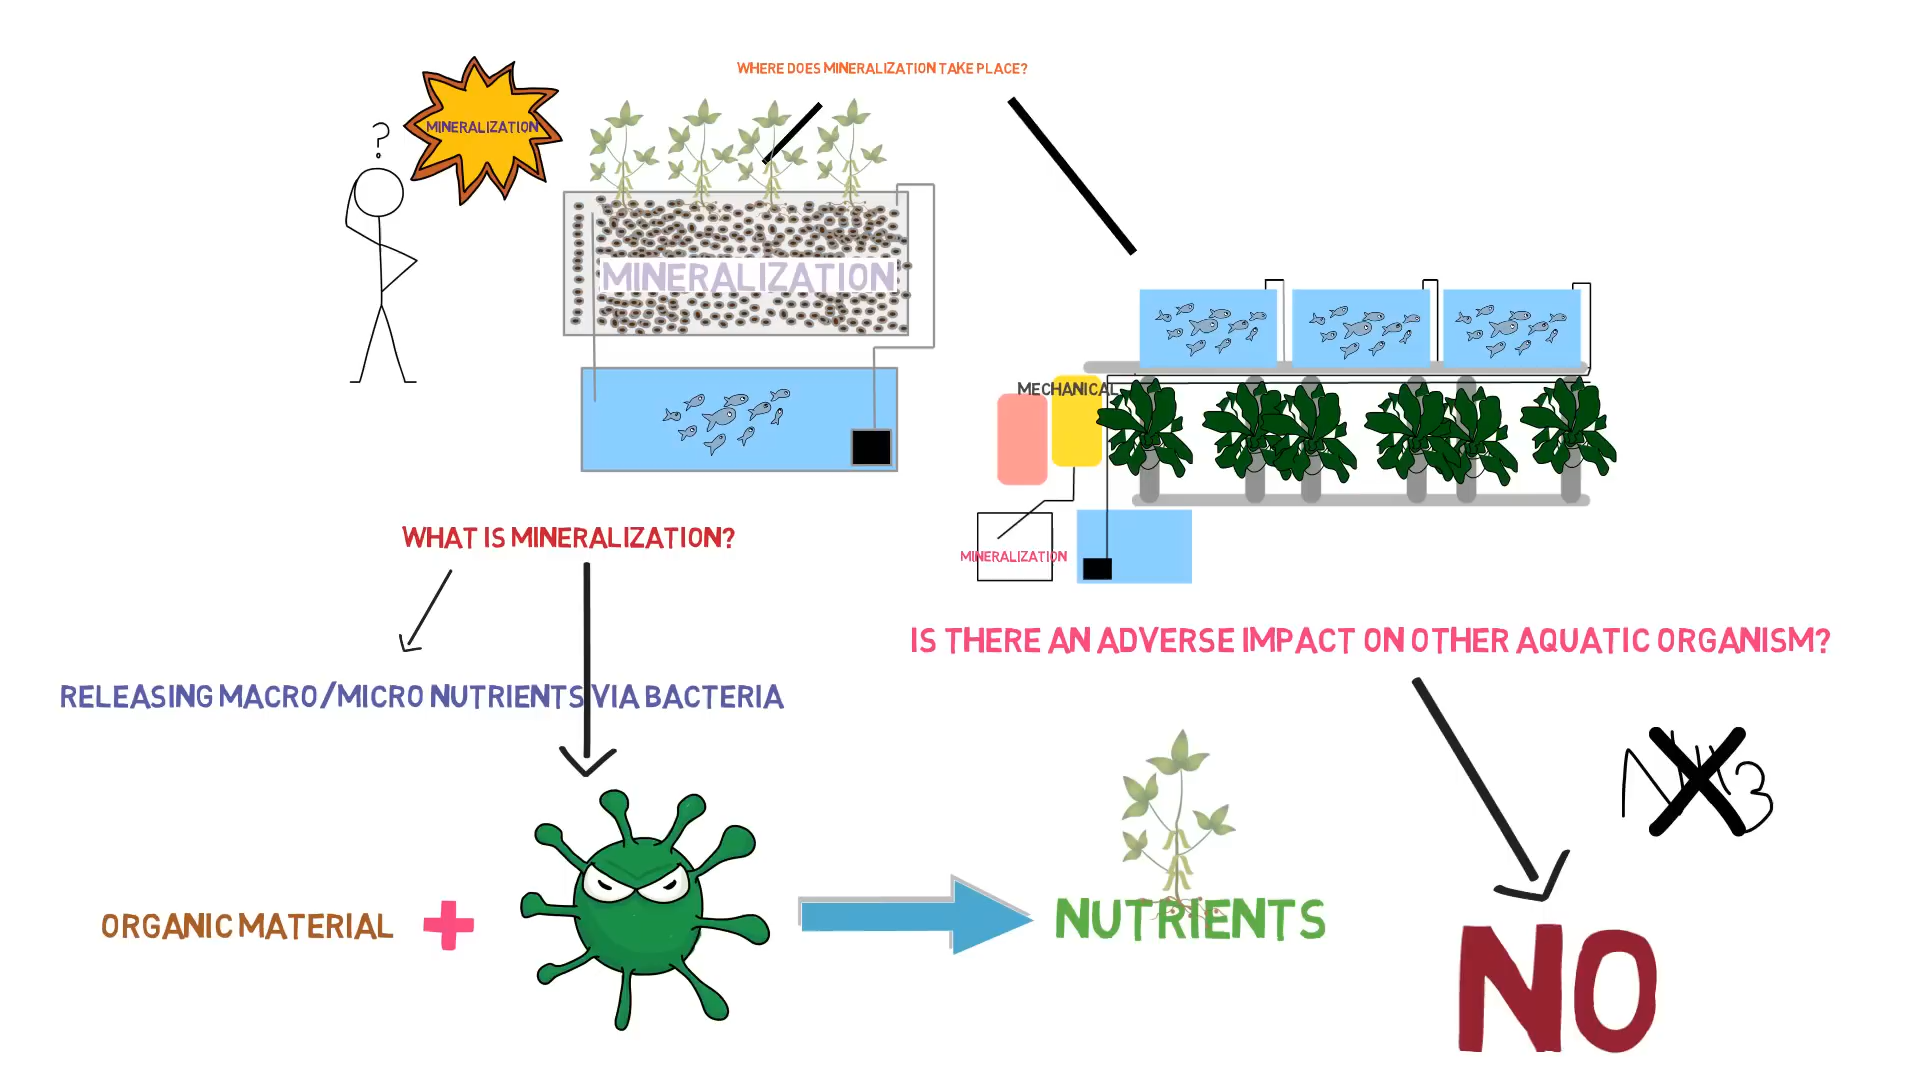 WHERE DOES MINERALIZATION TAKE PLACE?
?
MINERALIZATION
MINERALIZATION
MECHANICAL
WHAT IS MINERALIZATION?
MINERALIZATION
IS THERE AN ADVERSE IMPACT ON OTHER AQUATIC ORGANISM?
RELEASING MACRO/MICRO NUTRIENTS VIA BACTERIA
NH3
ORGANIC MATERIAL +
NUTRIENTS
NO